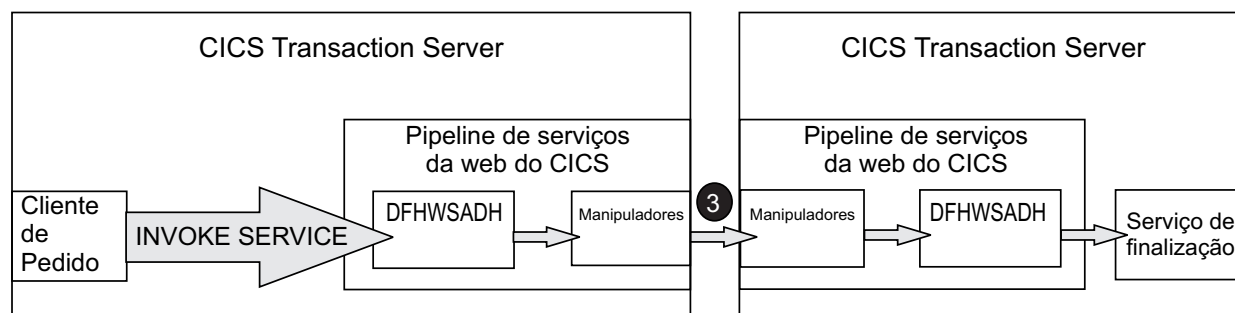 CICS Transaction Server
Pipeline de serviços
da web do CICS
Cliente
de
Pedido
INVOKE SERVICE
DFHWSADH
Manipuladores
3
CICS Transaction Server
Pipeline de serviços
da web do CICS
Manipuladores
DFHWSADH
Serviço de
finalização